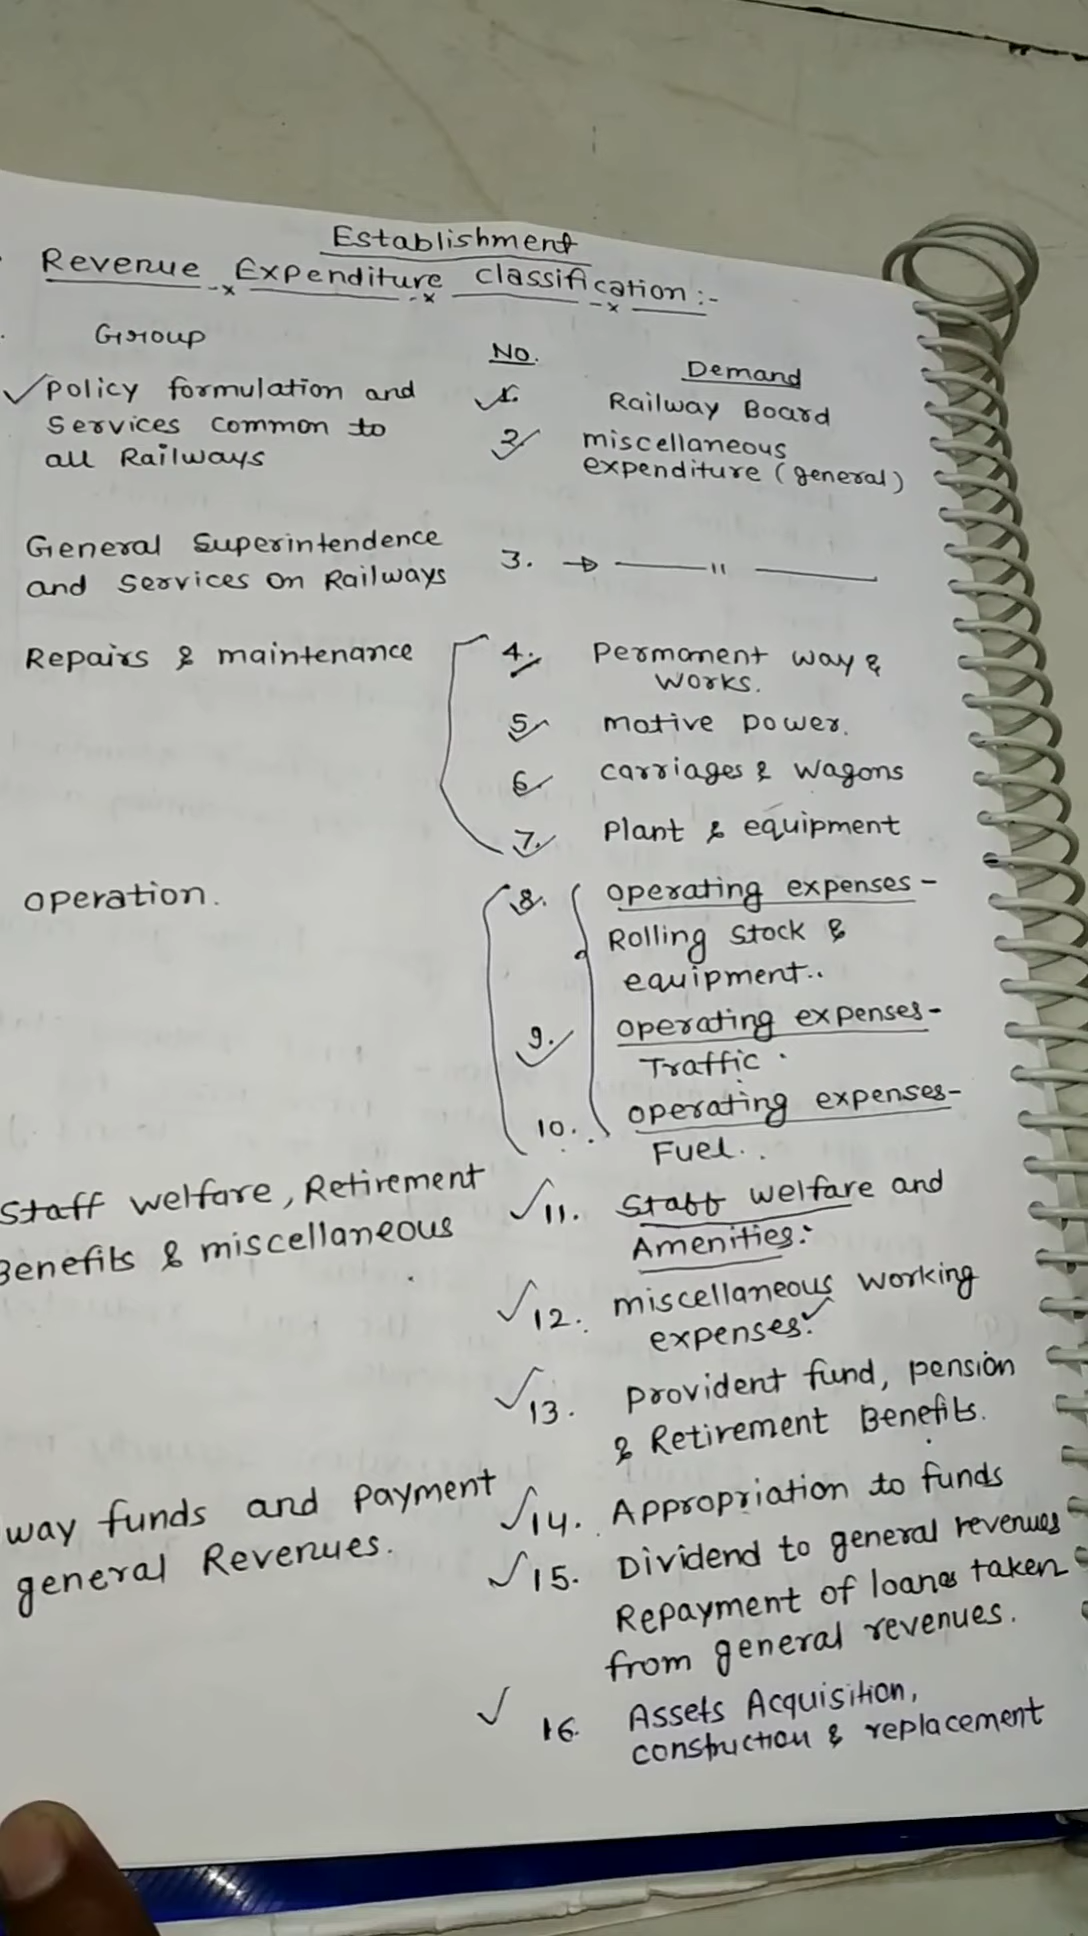 Establishment
Revenue Expenditure classification:-
Group No. Demand
Policy formulation and 1. Railway Board
Services common to 2 miscellaneous
all Railways expenditure (general)
General Superintendence
and Services on Railways 3. → —— " ——
Repairs & maintenance 4. Permanent way &
works.
5 motive power.
6 carriages & wagons
7. Plant & equipment
operation. 8. operating expenses-
Rolling stock &
equipment..
9. operating expenses-
Traffic.
10. operating expenses-
Fuel..
Staff welfare, Retirement 11. Staff welfare and
Benefits & miscellaneous Amenities:
12. miscellaneous working
expenses.
13. provident fund, pension
& Retirement Benefits.
way funds and payment 14. Appropriation to funds
general Revenues. 15. Dividend to general revenues
Repayment of loans taken
from general revenues.
16. Assets Acquisition,
construction & replacement